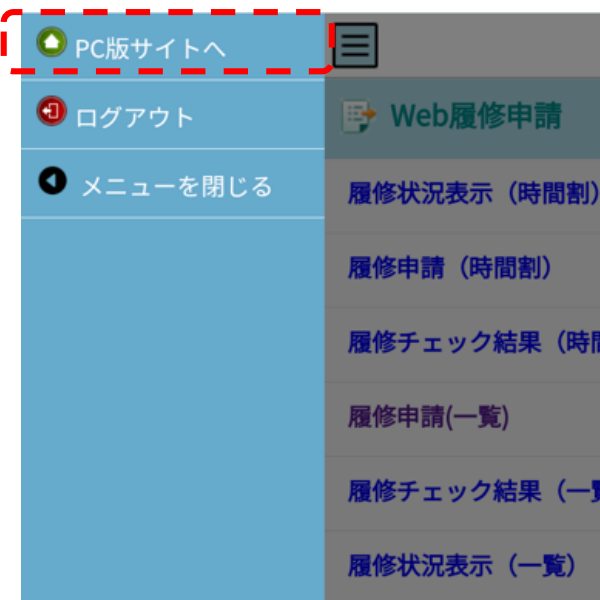 PC版サイトへ
ログアウト
メニューを閉じる
Web履修申請
履修状況表示（時間割）
履修申請（時間割）
履修チェック結果（時
履修申請(一覧)
履修チェック結果（一
履修状況表示（一覧）